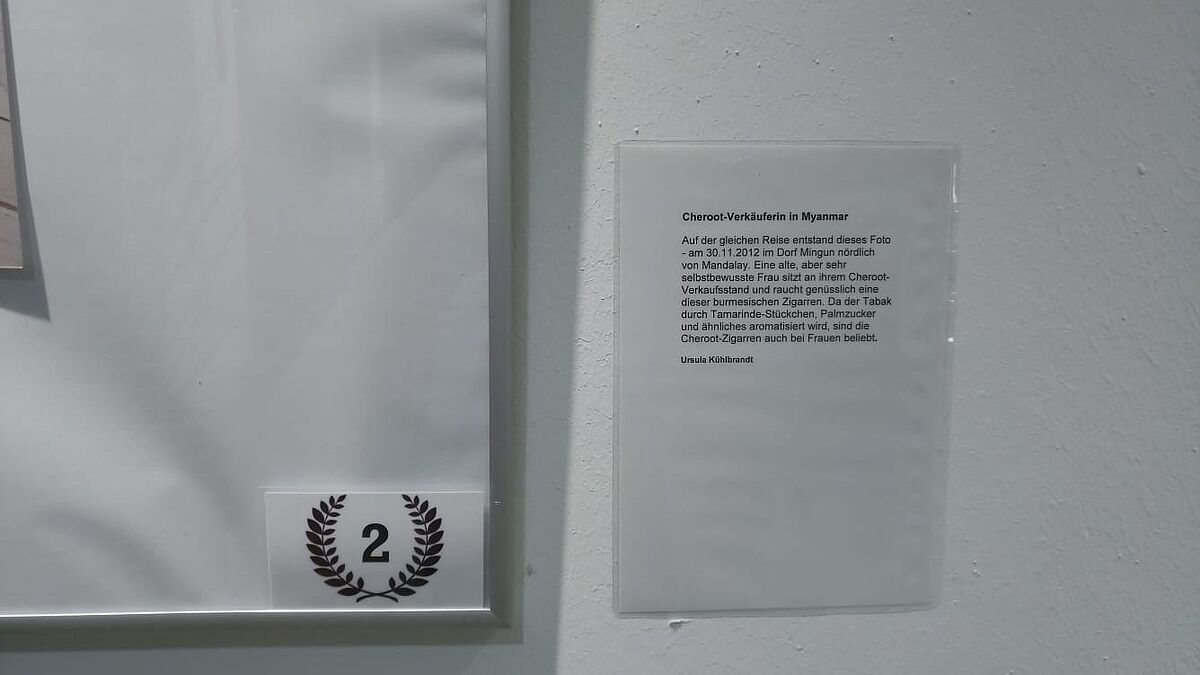 Cheroot-Verkäuferin in Myanmar
Auf der gleichen Reise entstand dieses Foto
- am 30.11.2012 im Dorf Mingun nördlich
von Mandalay. Eine alte, aber sehr
selbstbewusste Frau sitzt an ihrem Cheroot-
Verkaufsstand und raucht genüsslich eine
dieser burmesischen Zigarren. Da der Tabak
durch Tamarinde-Stückchen, Palmzucker
und ähnliches aromatisiert wird, sind die
Cheroot-Zigarren auch bei Frauen beliebt.
Ursula Kühlbrandt
2